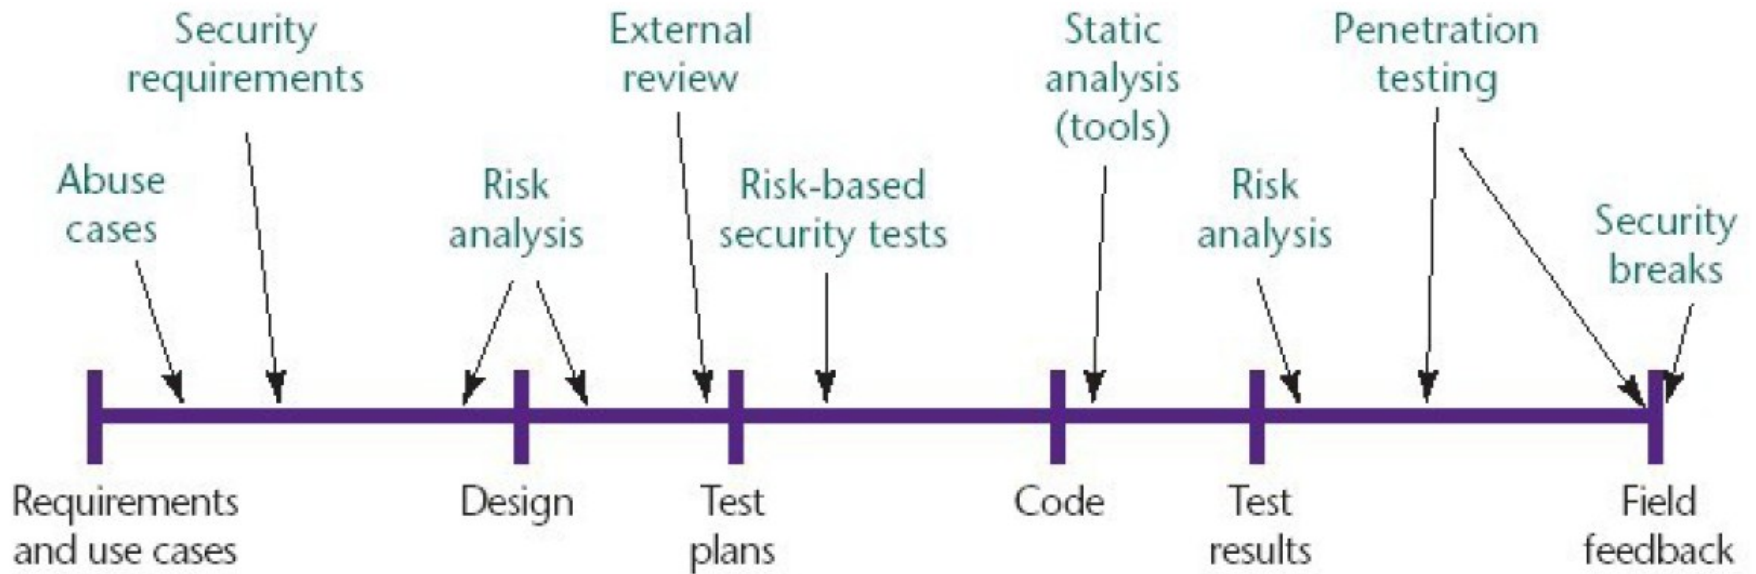 Security
requirements
External
review
Static
analysis
(tools)
Penetration
testing
Abuse
cases
Risk
analysis
Risk-based
security tests
Risk
analysis
Security
breaks
Requirements
and use cases
Design
Test
plans
Code
Test
results
Field
feedback